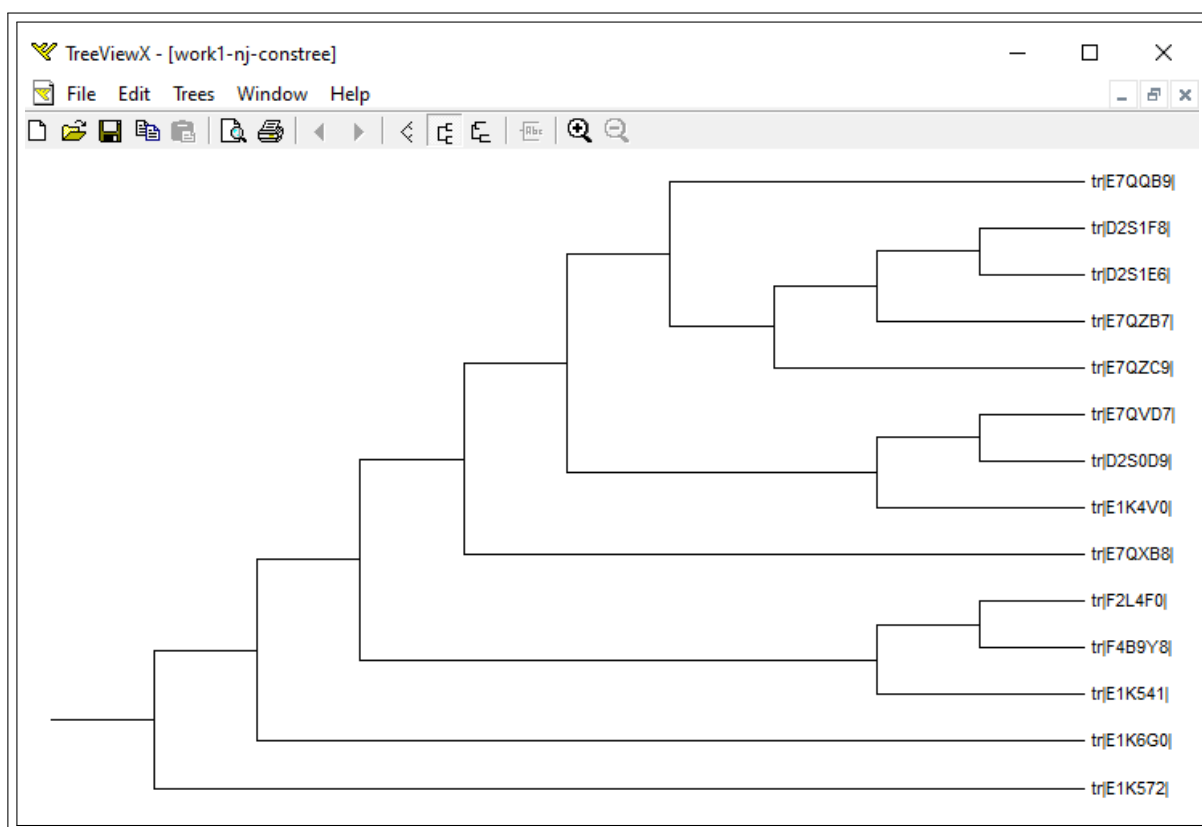 TreeViewX - [work1-nj-constree]
File Edit Trees Window Help
Abc
tr|E7QQB9|
tr|D2S1F8|
tr|D2S1E6|
tr|E7QZB7|
tr|E7QZC9|
tr|E7QVD7|
tr|D2S0D9|
tr|E1K4V0|
tr|E7QXB8|
tr|F2L4F0|
tr|F4B9Y8|
tr|E1K541|
tr|E1K6G0|
tr|E1K572|